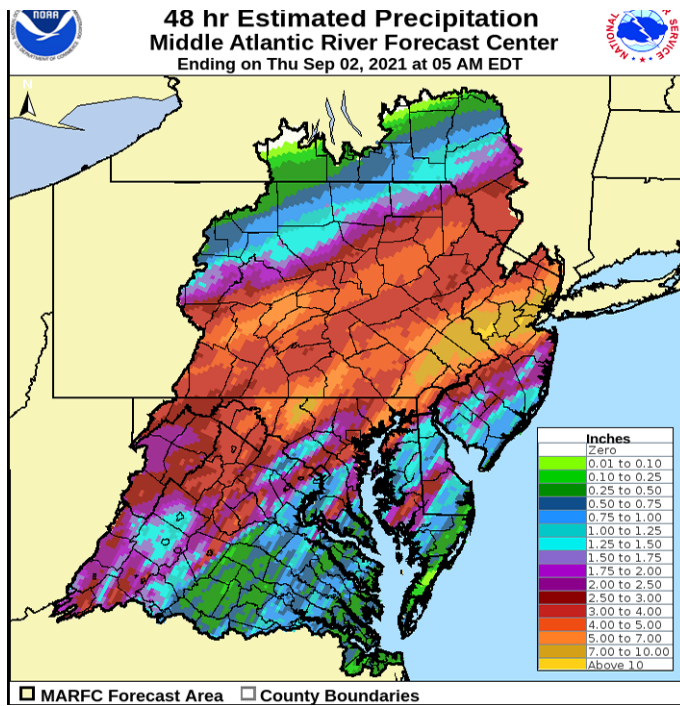 48 hr Estimated Precipitation
Middle Atlantic River Forecast Center
Ending on Thu Sep 02, 2021 at 05 AM EDT
NOAA
NATIONAL
N
Inches
Zero
0.01 to 0.10
0.10 to 0.25
0.25 to 0.50
0.50 to 0.75
0.75 to 1.00
1.00 to 1.25
1.25 to 1.50
1.50 to 1.75
1.75 to 2.00
2.00 to 2.50
2.50 to 3.00
3.00 to 4.00
4.00 to 5.00
5.00 to 7.00
7.00 to 10.00
Above 10
MARFC Forecast Area County Boundaries